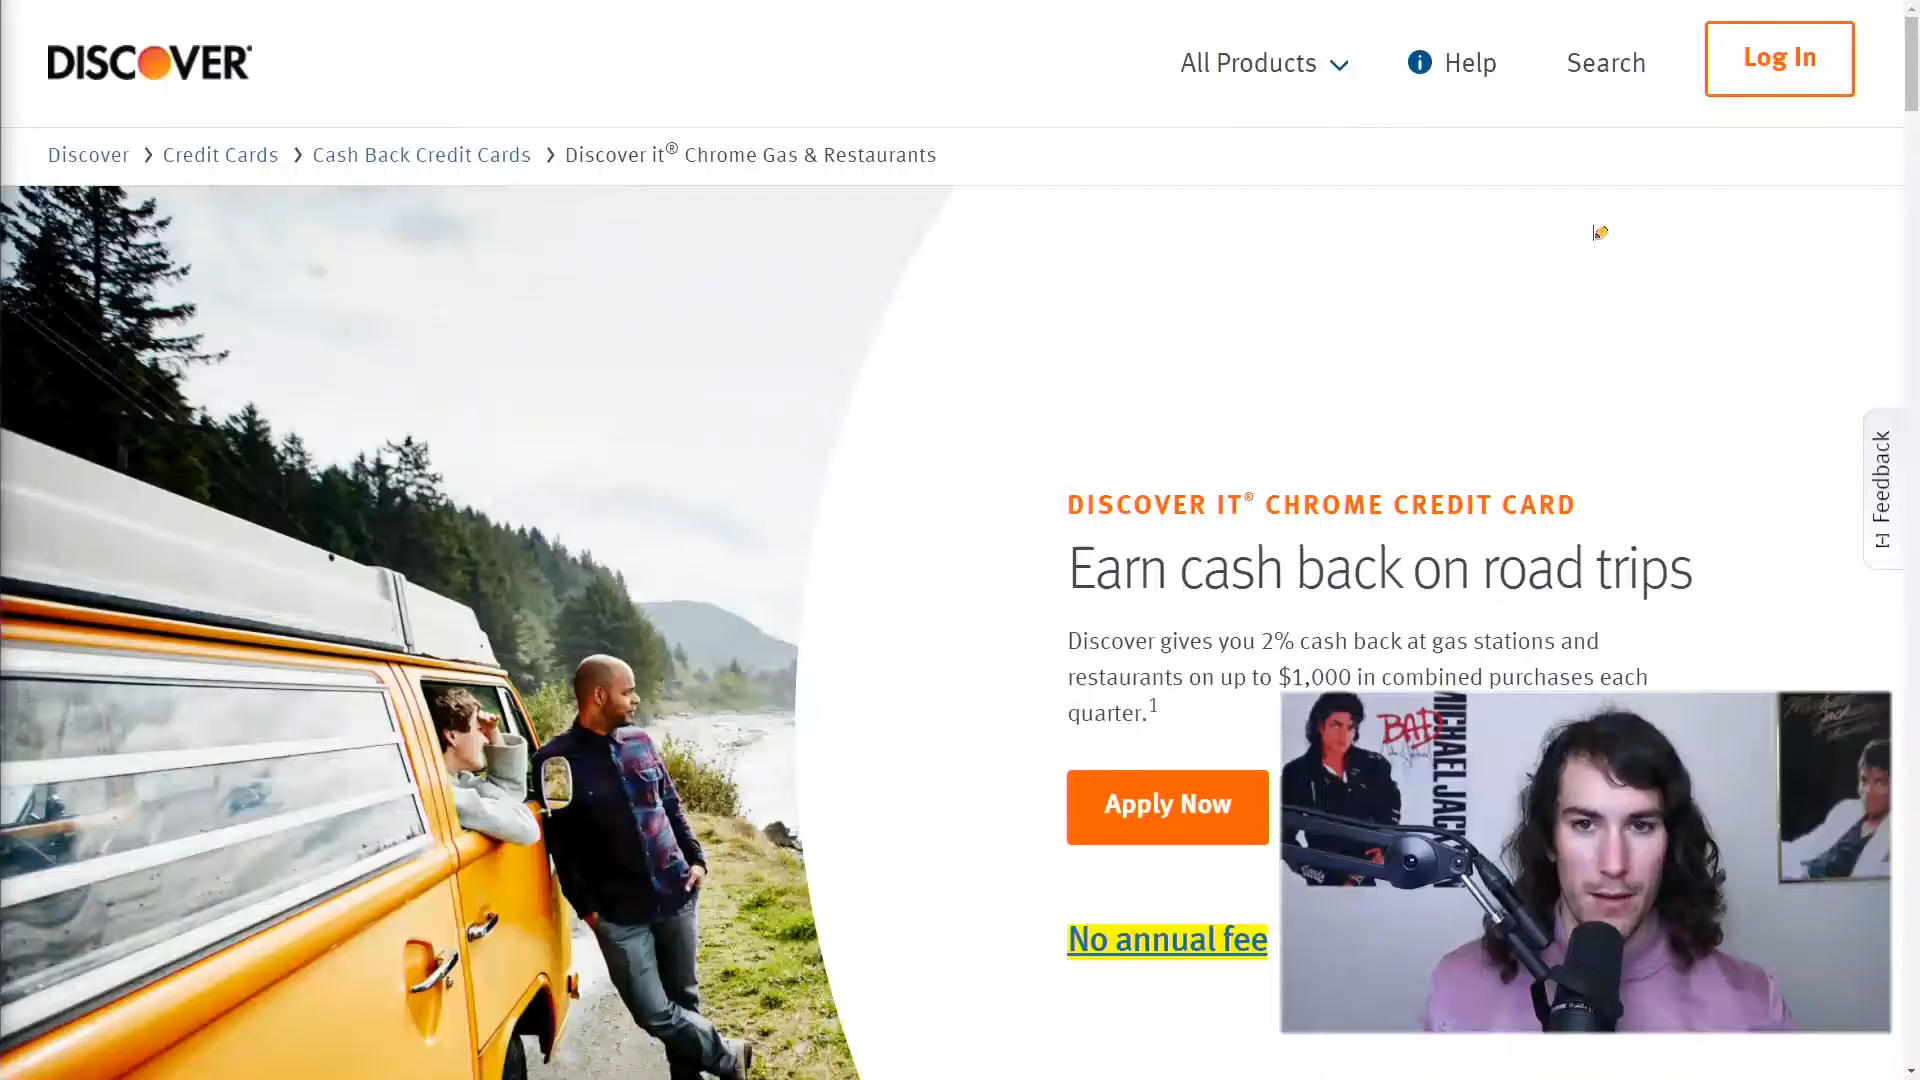 DISCOVER®
All Products
i Help
Search
Log In
Discover > Credit Cards > Cash Back Credit Cards > Discover it® Chrome Gas & Restaurants
[-] Feedback
DISCOVER IT® CHROME CREDIT CARD
Earn cash back on road trips
Discover gives you 2% cash back at gas stations and
restaurants on up to $1,000 in combined purchases each
quarter.1
Apply Now
No annual fee
BAD